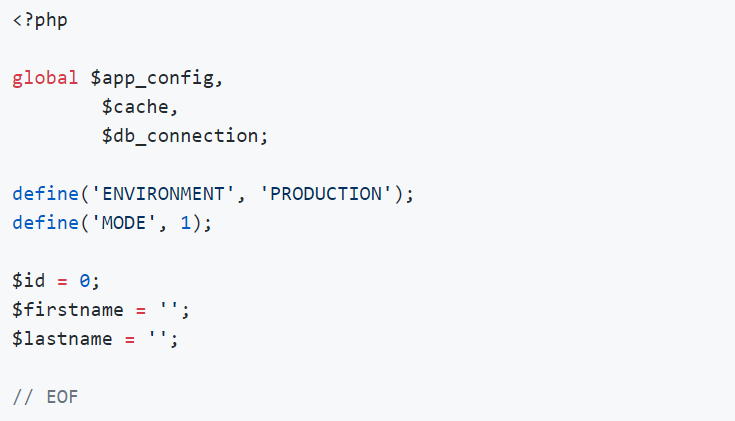 <?php
global $app_config,
$cache,
$db_connection;
define('ENVIRONMENT', 'PRODUCTION');
define('MODE', 1);
$id = 0;
$firstname = '';
$lastname = '';
// EOF